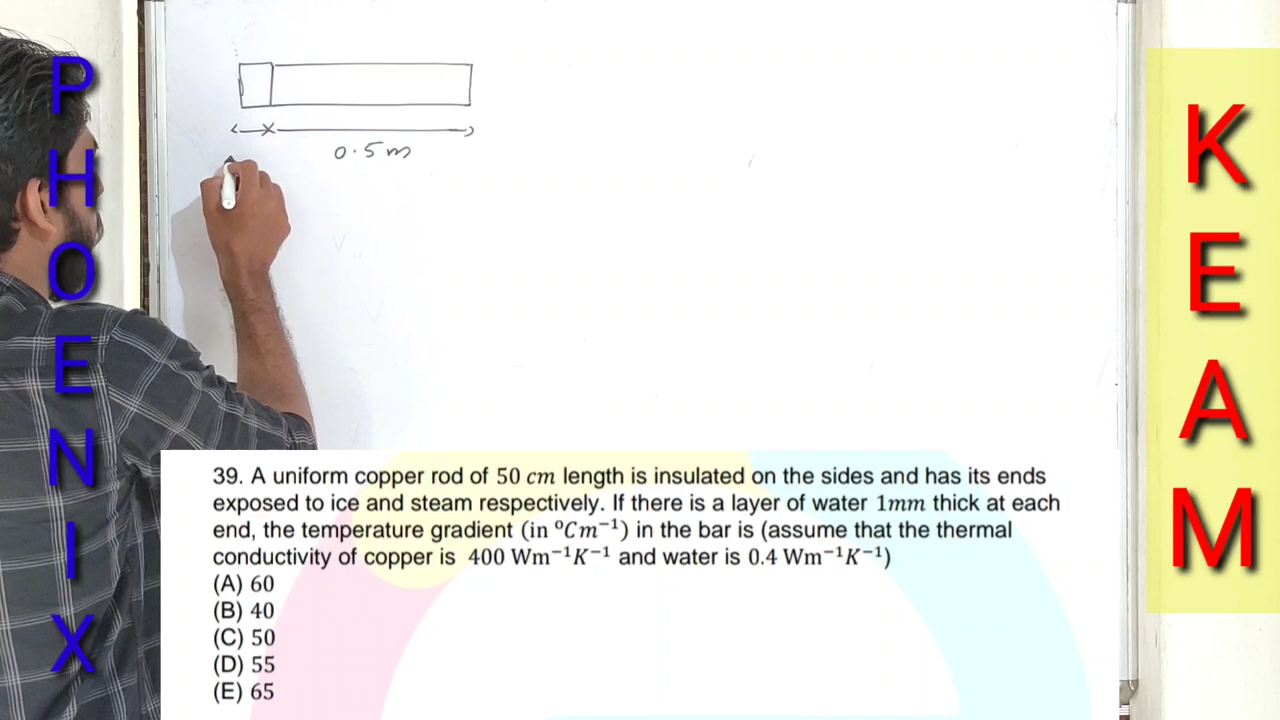 PHOENIX
0.5m
KEAM
39. A uniform copper rod of 50 cm length is insulated on the sides and has its ends
exposed to ice and steam respectively. If there is a layer of water 1mm thick at each
end, the temperature gradient (in ⁰Cm⁻¹) in the bar is (assume that the thermal
conductivity of copper is 400 Wm⁻¹K⁻¹ and water is 0.4 Wm⁻¹K⁻¹)
(A) 60
(B) 40
(C) 50
(D) 55
(E) 65